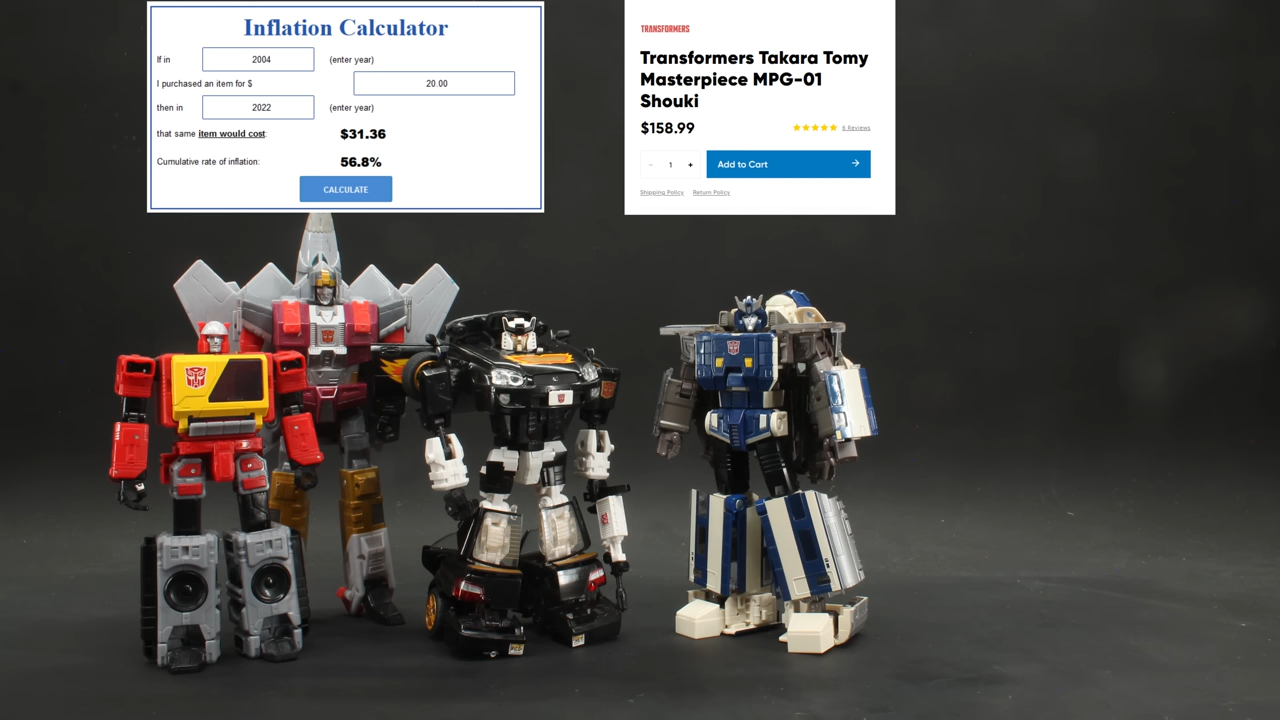 Inflation Calculator
If in 2004 (enter year)
I purchased an item for $ 20.00
then in 2022 (enter year)
that same item would cost: $31.36
Cumulative rate of inflation: 56.8%
CALCULATE
TRANSFORMERS
Transformers Takara Tomy
Masterpiece MPG-01
Shouki
$158.99 6 Reviews
- 1 + Add to Cart →
Shipping Policy Return Policy